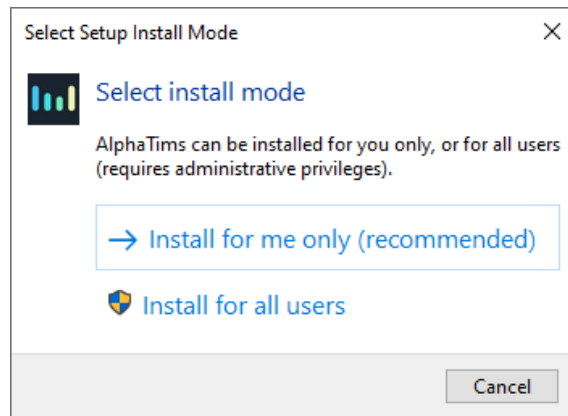 Select Setup Install Mode
Select install mode
AlphaTims can be installed for you only, or for all users
(requires administrative privileges).
Install for me only (recommended)
Install for all users
Cancel